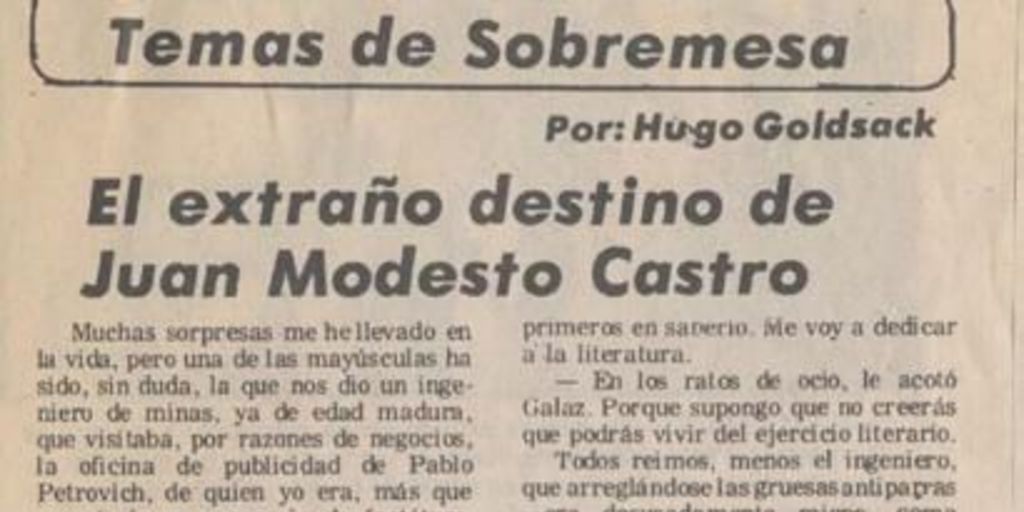 Temas de Sobremesa
Por: Hugo Goldsack
El extraño destino de
Juan Modesto Castro
Muchas sorpresas me he llevado en
la vida, pero una de las mayúsculas ha
sido, sin duda, la que nos dio un inge-
niero de minas, ya de edad madura,
que visitaba, por razones de negocios,
la oficina de publicidad de Pablo
Petrovich, de quien yo era, más que
primeros en saberlo. Me voy a dedicar
a la literatura.
— En los ratos de ocio, le acotó
Galaz. Porque supongo que no creerás
que podrás vivir del ejercicio literario.
Todos reimos, menos el ingeniero,
que arreglándose las gruesas antiparras